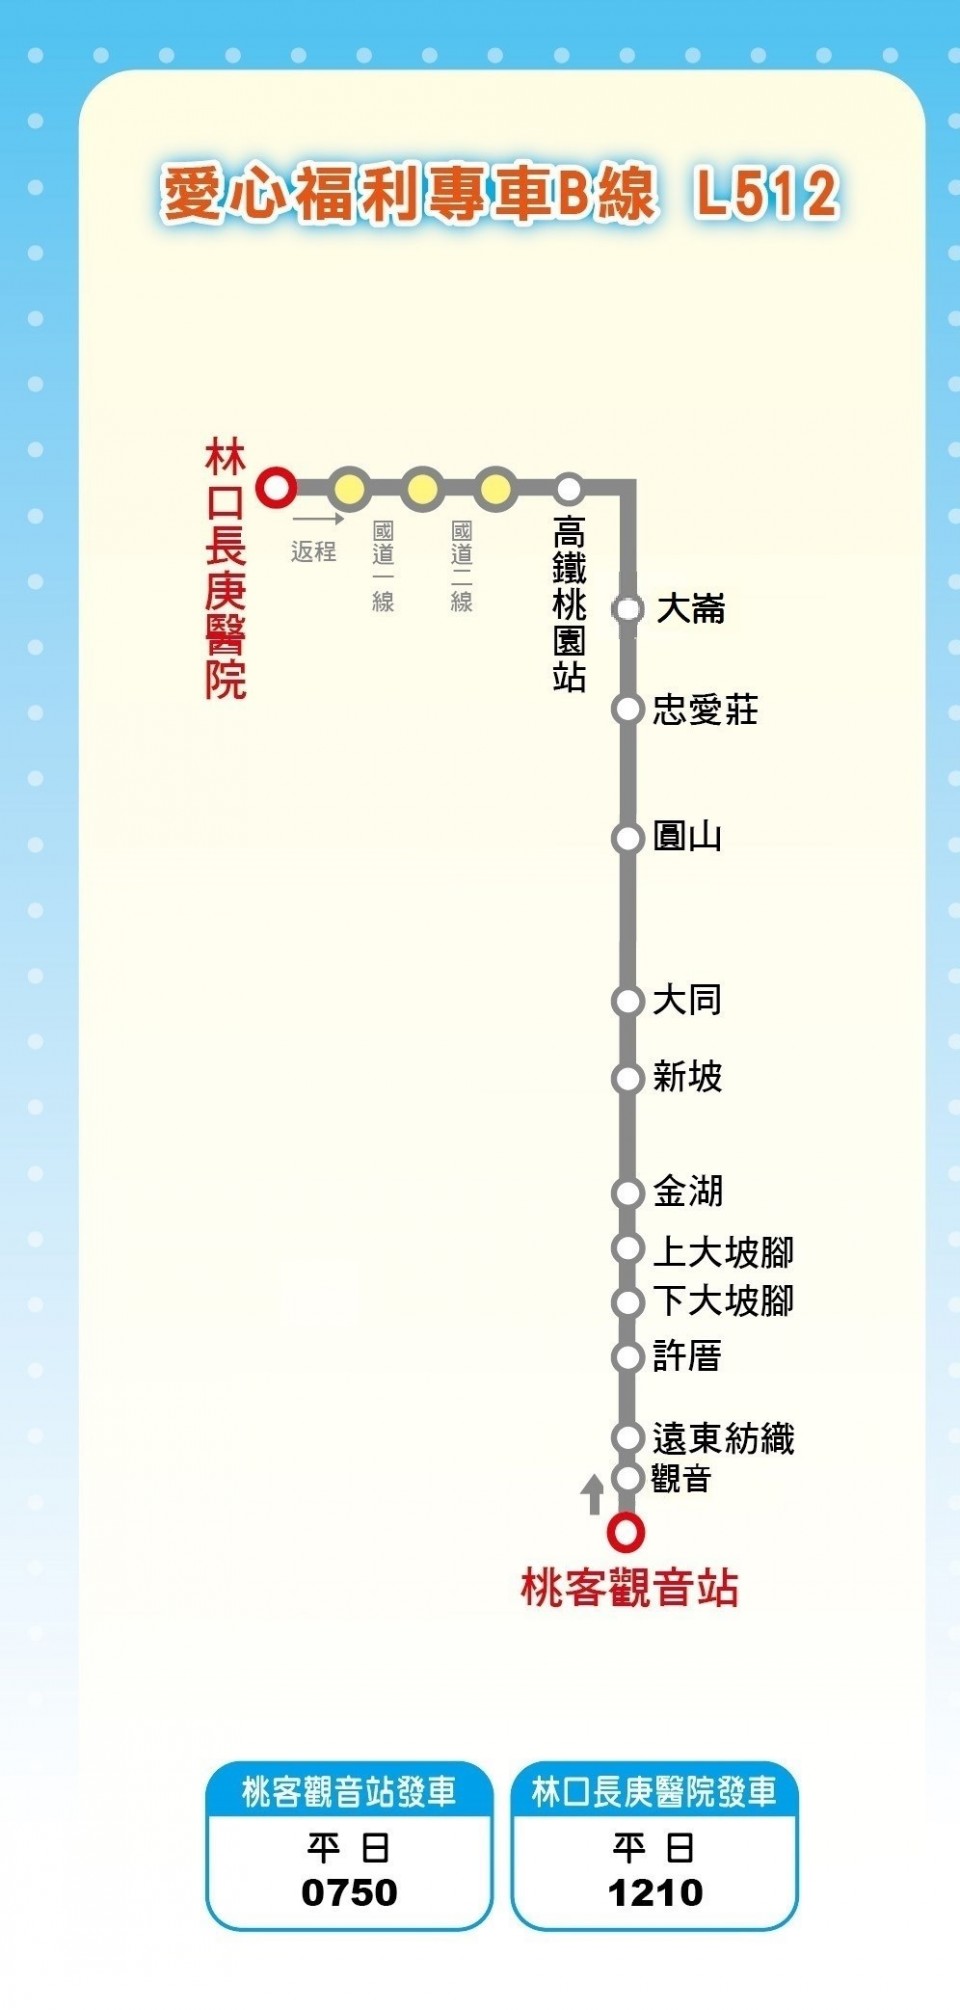 愛心福利專車B線 L512
林口長庚醫院
返程
國道一線
國道二線
高鐵桃園站
大崙
忠愛莊
圓山
大同
新坡
金湖
上大坡腳
下大坡腳
許厝
遠東紡織
觀音
桃客觀音站
桃客觀音站發車
平日
0750
林口長庚醫院發車
平日
1210